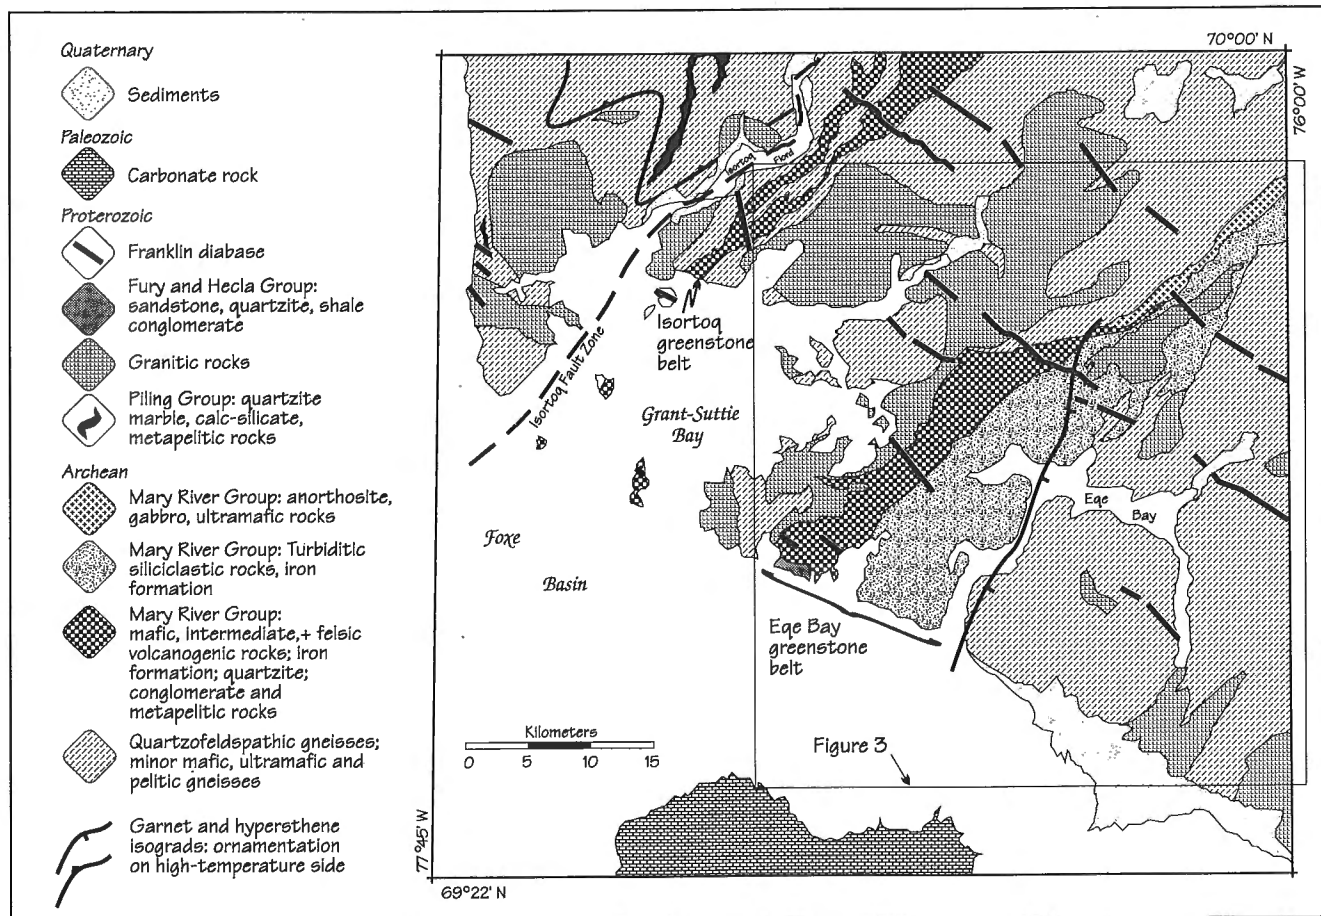 Quaternary
Sediments
Paleozoic
Carbonate rock
Proterozoic
Franklin diabase
Fury and Hecla Group:
sandstone, quartzite, shale
conglomerate
Granitic rocks
Piling Group: quartzite
marble, calc-silicate,
metapelitic rocks
Archean
Mary River Group: anorthosite,
gabbro, ultramafic rocks
Mary River Group: Turbiditic
siliciclastic rocks, iron
formation
Mary River Group:
mafic, Intermediate,+ felsic
volcanogenic rocks; iron
formation; quartzite;
conglomerate and
metapelitic rocks
Quartzofeldspathic gneisses;
minor mafic, ultramafic and
pelitic gneisses
Garnet and hypersthene
isograds: ornamentation
on high-temperature side
70°00' N
76°00' W
Isortoq Fiord
Isortoq
greenstone
belt
Isortoq Fault Zone
Grant-Suttie
Bay
Eqe
Bay
Foxe
Basin
Eqe Bay
greenstone
belt
Kilometers
0 5 10 15
Figure 3
77°45' W
69°22' N